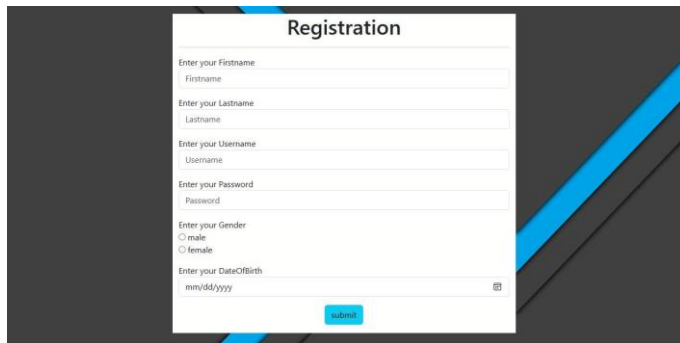 Registration
Enter your Firstname
Firstname
Enter your Lastname
Lastname
Enter your Username
Username
Enter your Password
Password
Enter your Gender
male
female
Enter your DateOfBirth
mm/dd/yyyy
submit